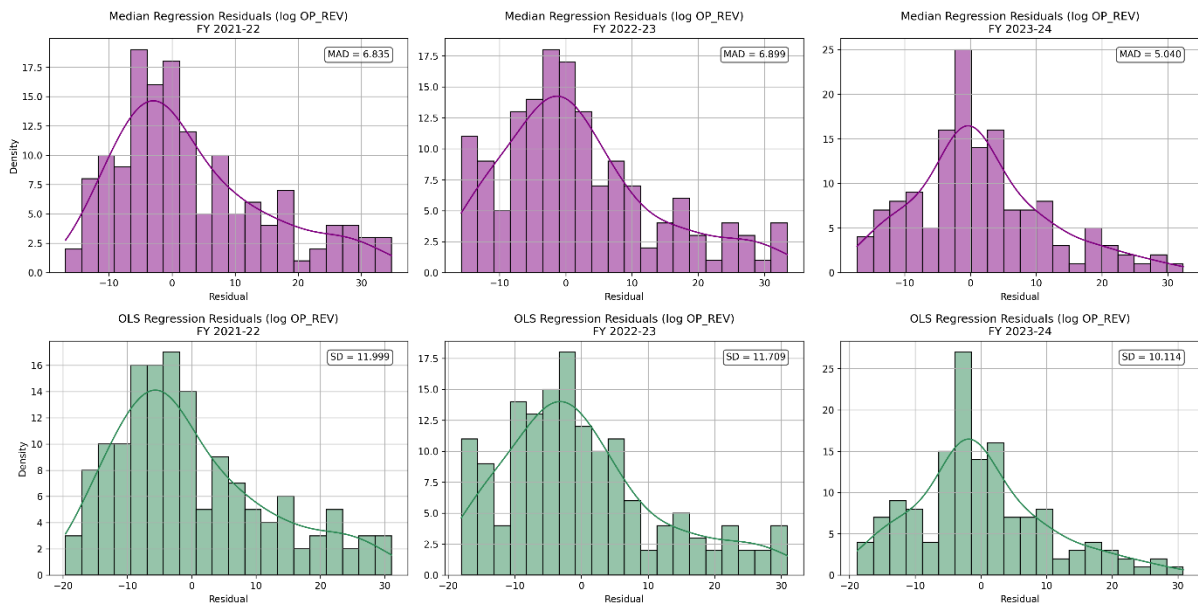 Median Regression Residuals (log OP_REV)
FY 2021-22
MAD = 6.835
17.5
15.0
12.5
10.0
7.5
5.0
2.5
0.0
Density
−10
0
10
20
30
Residual
Median Regression Residuals (log OP_REV)
FY 2022-23
MAD = 6.899
17.5
15.0
12.5
10.0
7.5
5.0
2.5
0.0
Density
−10
0
10
20
30
Residual
Median Regression Residuals (log OP_REV)
FY 2023-24
MAD = 5.040
25
20
15
10
5
0
−10
0
10
20
30
Residual
OLS Regression Residuals (log OP_REV)
FY 2021-22
SD = 11.999
16
14
12
10
8
6
4
2
0
Density
−20
−10
0
10
20
30
Residual
OLS Regression Residuals (log OP_REV)
FY 2022-23
SD = 11.709
17.5
15.0
12.5
10.0
7.5
5.0
2.5
0.0
Density
−10
0
10
20
30
Residual
OLS Regression Residuals (log OP_REV)
FY 2023-24
SD = 10.114
25
20
15
10
5
0
−20
−10
0
10
20
30
Residual